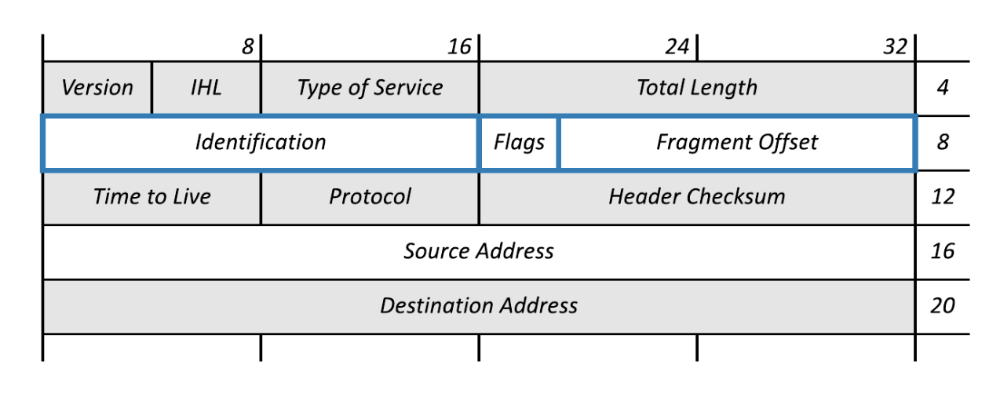 8 16 24 32
Version IHL Type of Service Total Length 4
Identification Flags Fragment Offset 8
Time to Live Protocol Header Checksum 12
Source Address 16
Destination Address 20